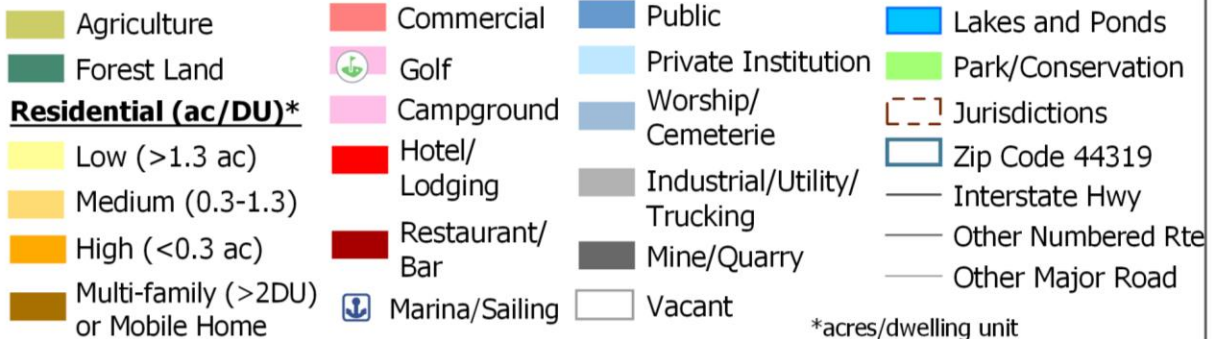 Agriculture
Forest Land
Residential (ac/DU)*
Low (>1.3 ac)
Medium (0.3-1.3)
High (<0.3 ac)
Multi-family (>2DU)
or Mobile Home
Commercial
Golf
Campground
Hotel/
Lodging
Restaurant/
Bar
Marina/Sailing
Public
Private Institution
Worship/
Cemeterie
Industrial/Utility/
Trucking
Mine/Quarry
Vacant
Lakes and Ponds
Park/Conservation
Jurisdictions
Zip Code 44319
Interstate Hwy
Other Numbered Rte
Other Major Road
*acres/dwelling unit